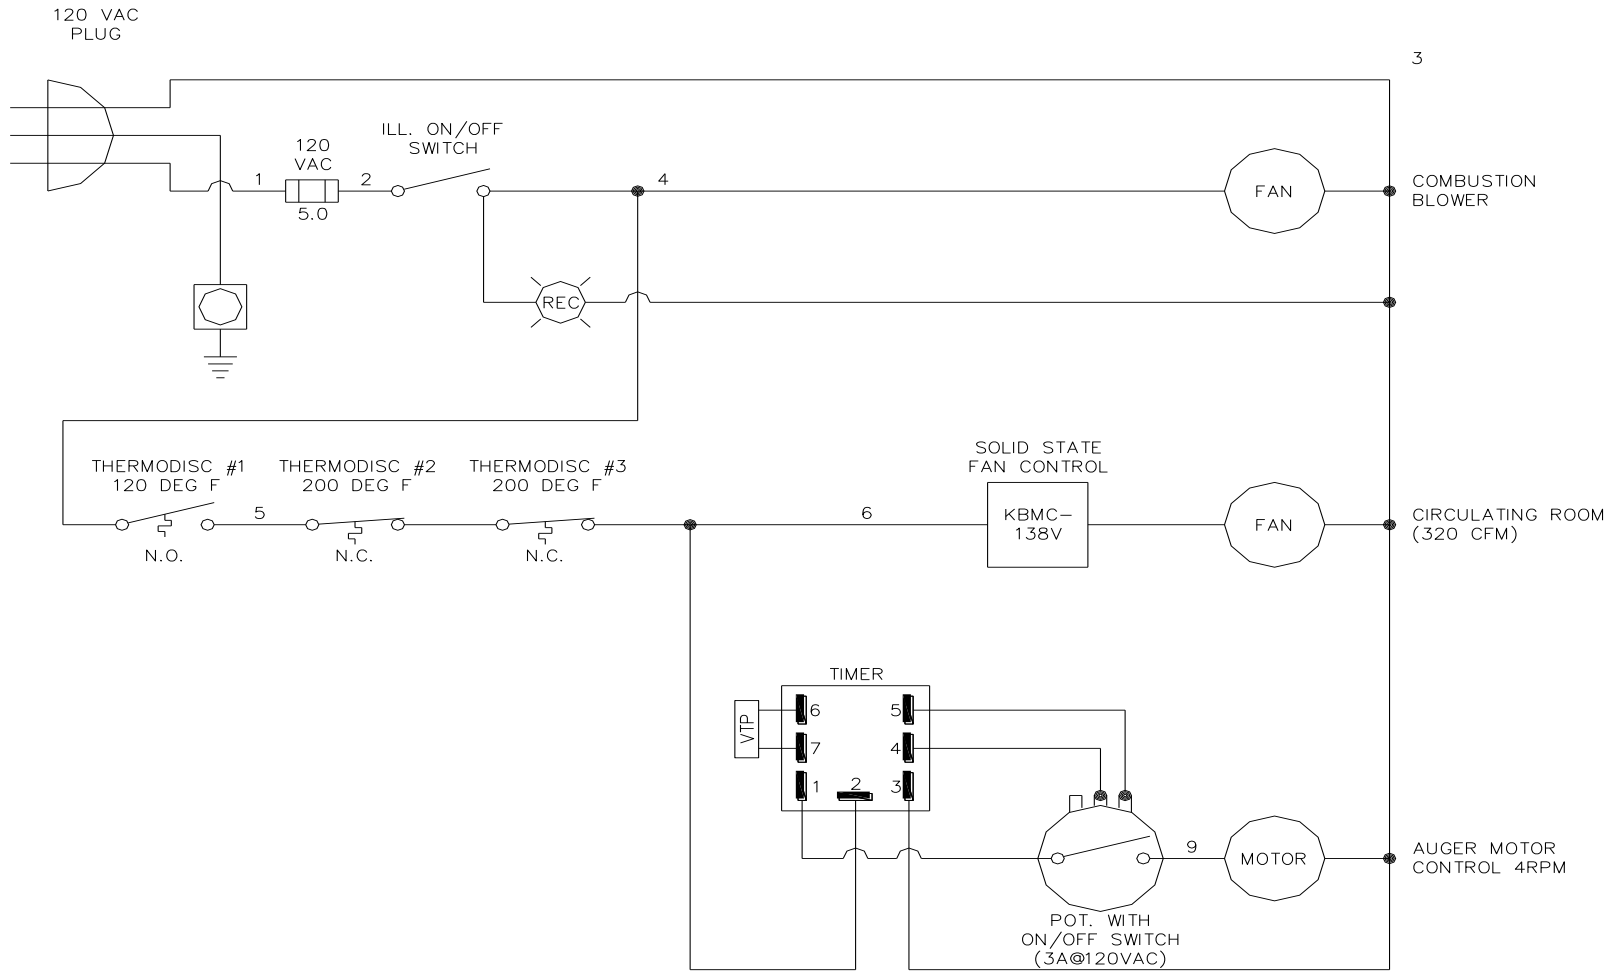 120 VAC
PLUG
3
ILL. ON/OFF
SWITCH
120
VAC
1
2
4
5.0
FAN
COMBUSTION
BLOWER
REC
THERMODISC #1
120 DEG F
THERMODISC #2
200 DEG F
THERMODISC #3
200 DEG F
5
N.O.
N.C.
N.C.
6
SOLID STATE
FAN CONTROL
KBMC-
138V
FAN
CIRCULATING ROOM
(320 CFM)
TIMER
VTP
6
5
7
4
1
2
3
9
MOTOR
AUGER MOTOR
CONTROL 4RPM
POT. WITH
ON/OFF SWITCH
(3A@120VAC)